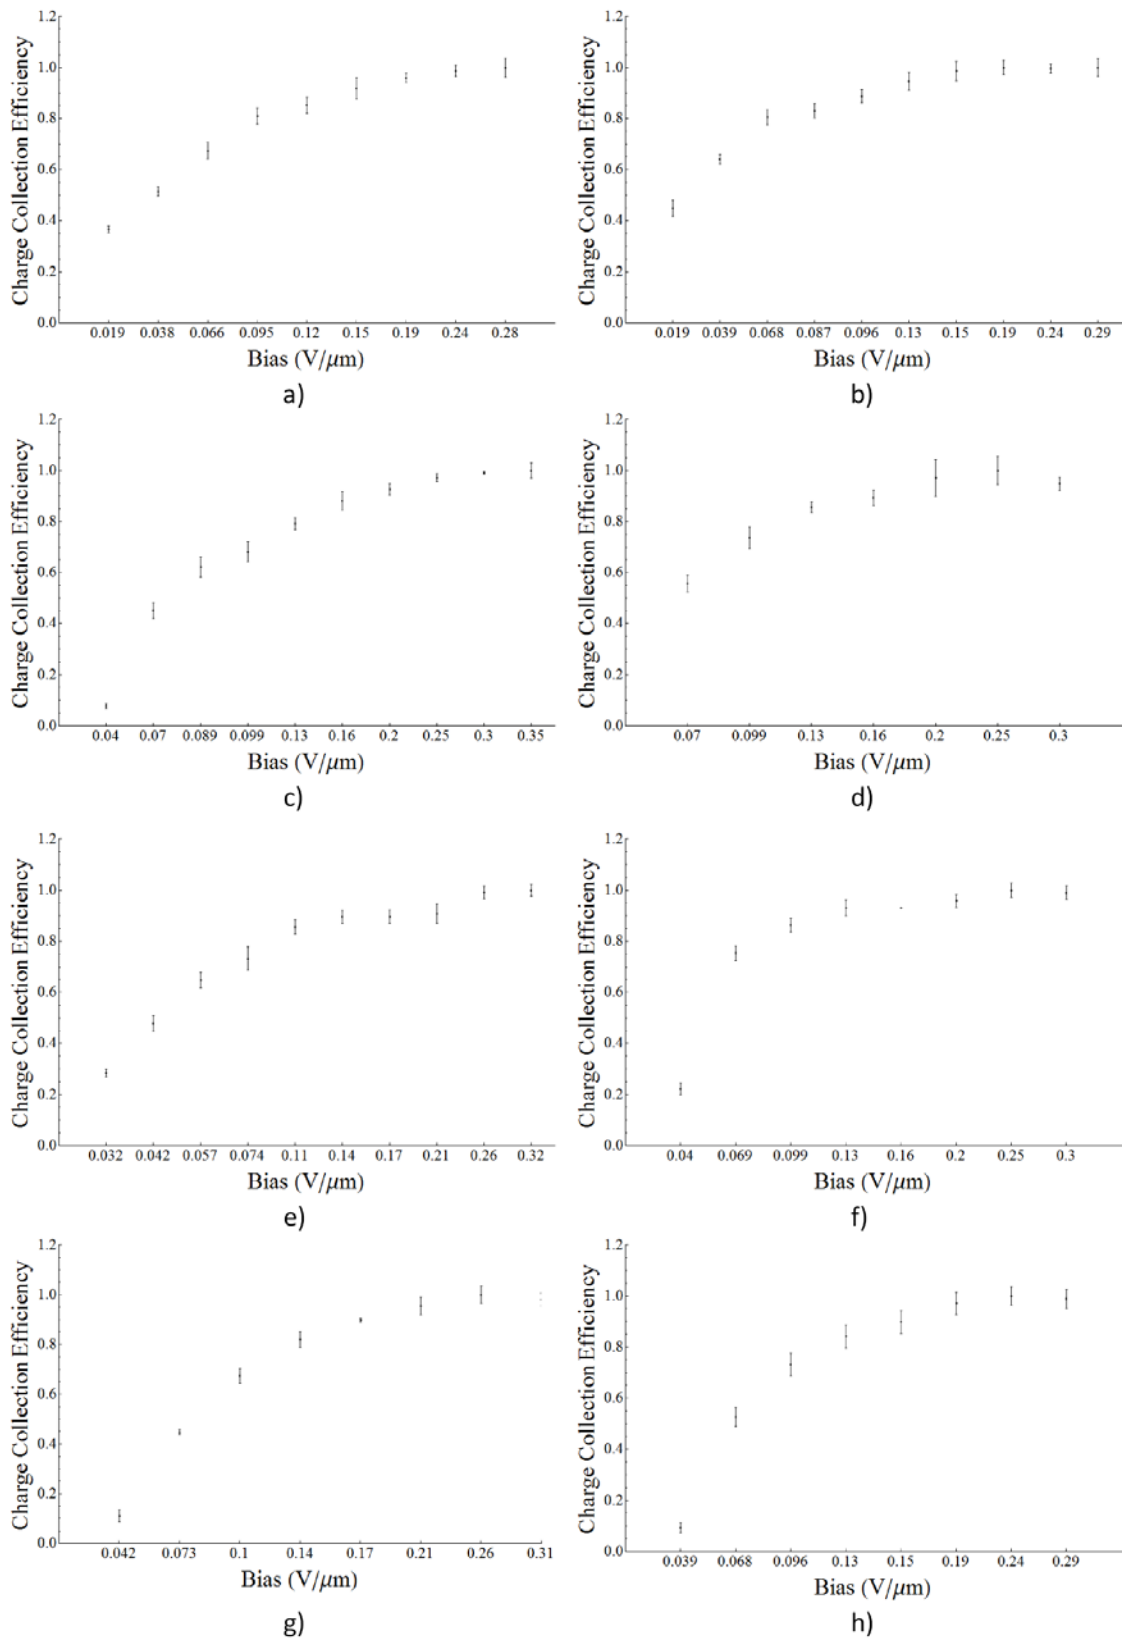 1.2
1.0
0.8
0.6
0.4
0.2
0.0
Charge Collection Efficiency
0.019 0.038 0.066 0.095 0.12 0.15 0.19 0.24 0.28
Bias (V/μm)
a)
1.2
1.0
0.8
0.6
0.4
0.2
0.0
Charge Collection Efficiency
0.019 0.039 0.068 0.087 0.096 0.13 0.15 0.19 0.24 0.29
Bias (V/μm)
b)
1.2
1.0
0.8
0.6
0.4
0.2
0.0
Charge Collection Efficiency
0.04 0.07 0.089 0.099 0.13 0.16 0.2 0.25 0.3 0.35
Bias (V/μm)
c)
1.2
1.0
0.8
0.6
0.4
0.2
0.0
Charge Collection Efficiency
0.07 0.099 0.13 0.16 0.2 0.25 0.3
Bias (V/μm)
d)
1.2
1.0
0.8
0.6
0.4
0.2
0.0
Charge Collection Efficiency
0.032 0.042 0.057 0.074 0.11 0.14 0.17 0.21 0.26 0.32
Bias (V/μm)
e)
1.2
1.0
0.8
0.6
0.4
0.2
0.0
Charge Collection Efficiency
0.04 0.069 0.099 0.13 0.16 0.2 0.25 0.3
Bias (V/μm)
f)
1.2
1.0
0.8
0.6
0.4
0.2
0.0
Charge Collection Efficiency
0.042 0.073 0.1 0.14 0.17 0.21 0.26 0.31
Bias (V/μm)
g)
1.2
1.0
0.8
0.6
0.4
0.2
0.0
Charge Collection Efficiency
0.039 0.068 0.096 0.13 0.15 0.19 0.24 0.29
Bias (V/μm)
h)